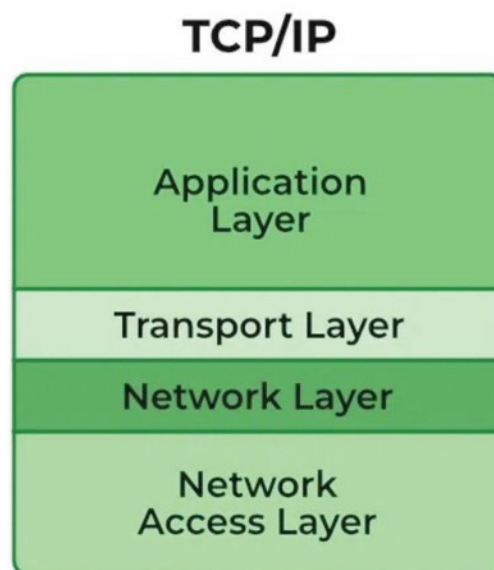 TCP/IP
Application
Layer
Transport Layer
Network Layer
Network
Access Layer